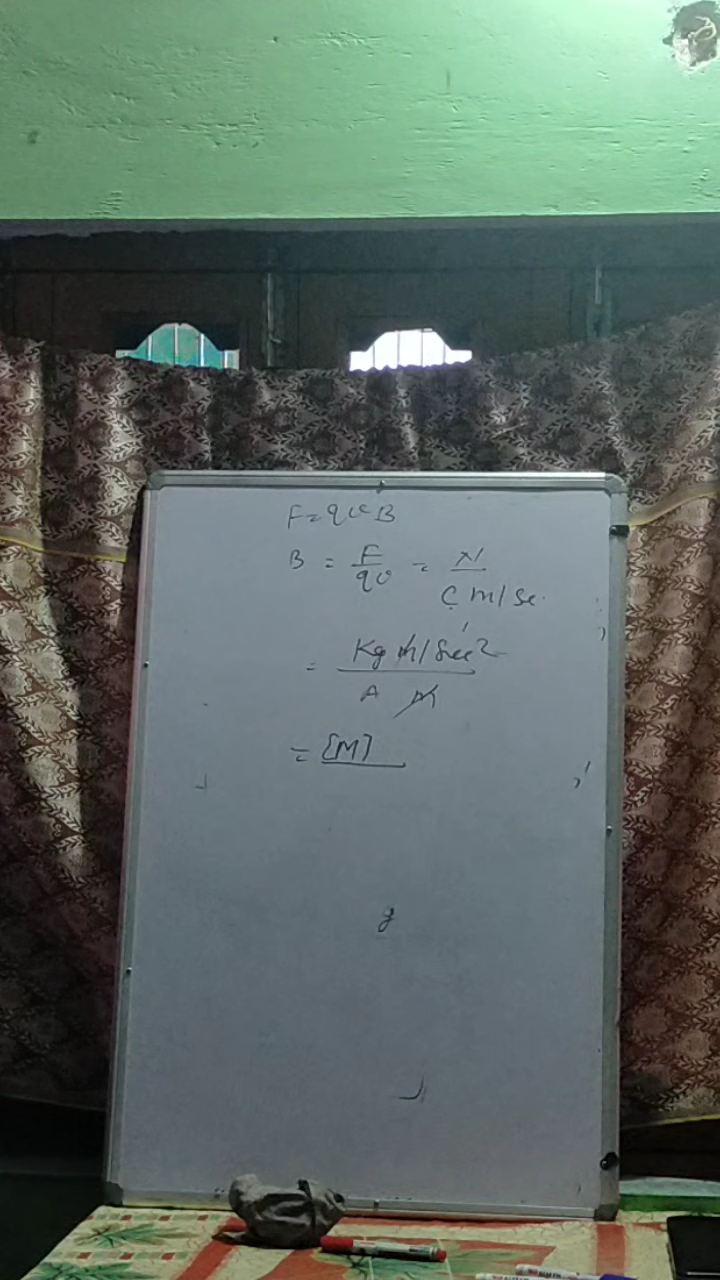 F = qvB
B = F/qv = N/C m/sec.
= Kg m/sec² / A m
= [M]
g